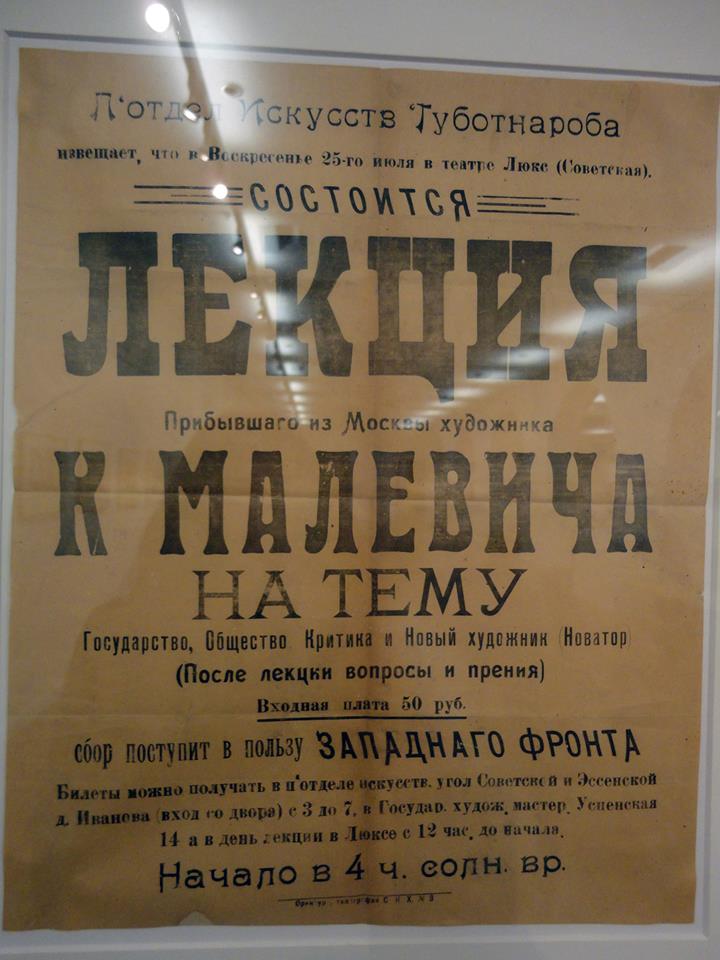 П'отдел Искусств Губотнароба
извещает, что в Воскресенье 25-го июля в театре Люкс (Советская).
СОСТОИТСЯ
ЛЕКЦИЯ
Прибывшаго из Москвы художника
К МАЛЕВИЧА
НА ТЕМУ
Государство, Общество Критика и Новый художник (Новатор)
(После лекцки вопросы и прения)
Входная плата 50 руб.
сбор поступит в пользу ЗАПАДНАГО ФРОНТА
Билеты можно получать в п'отделе искусств. угол Советской и Эссенской
д. Иванова (вход со двора) с 3 до 7, в Государ. худож. мастер. Успенская
14 а в день лекции в Люксе с 12 час. до начала.
Начало в 4 ч. солн. вр.
С Н Х. №3